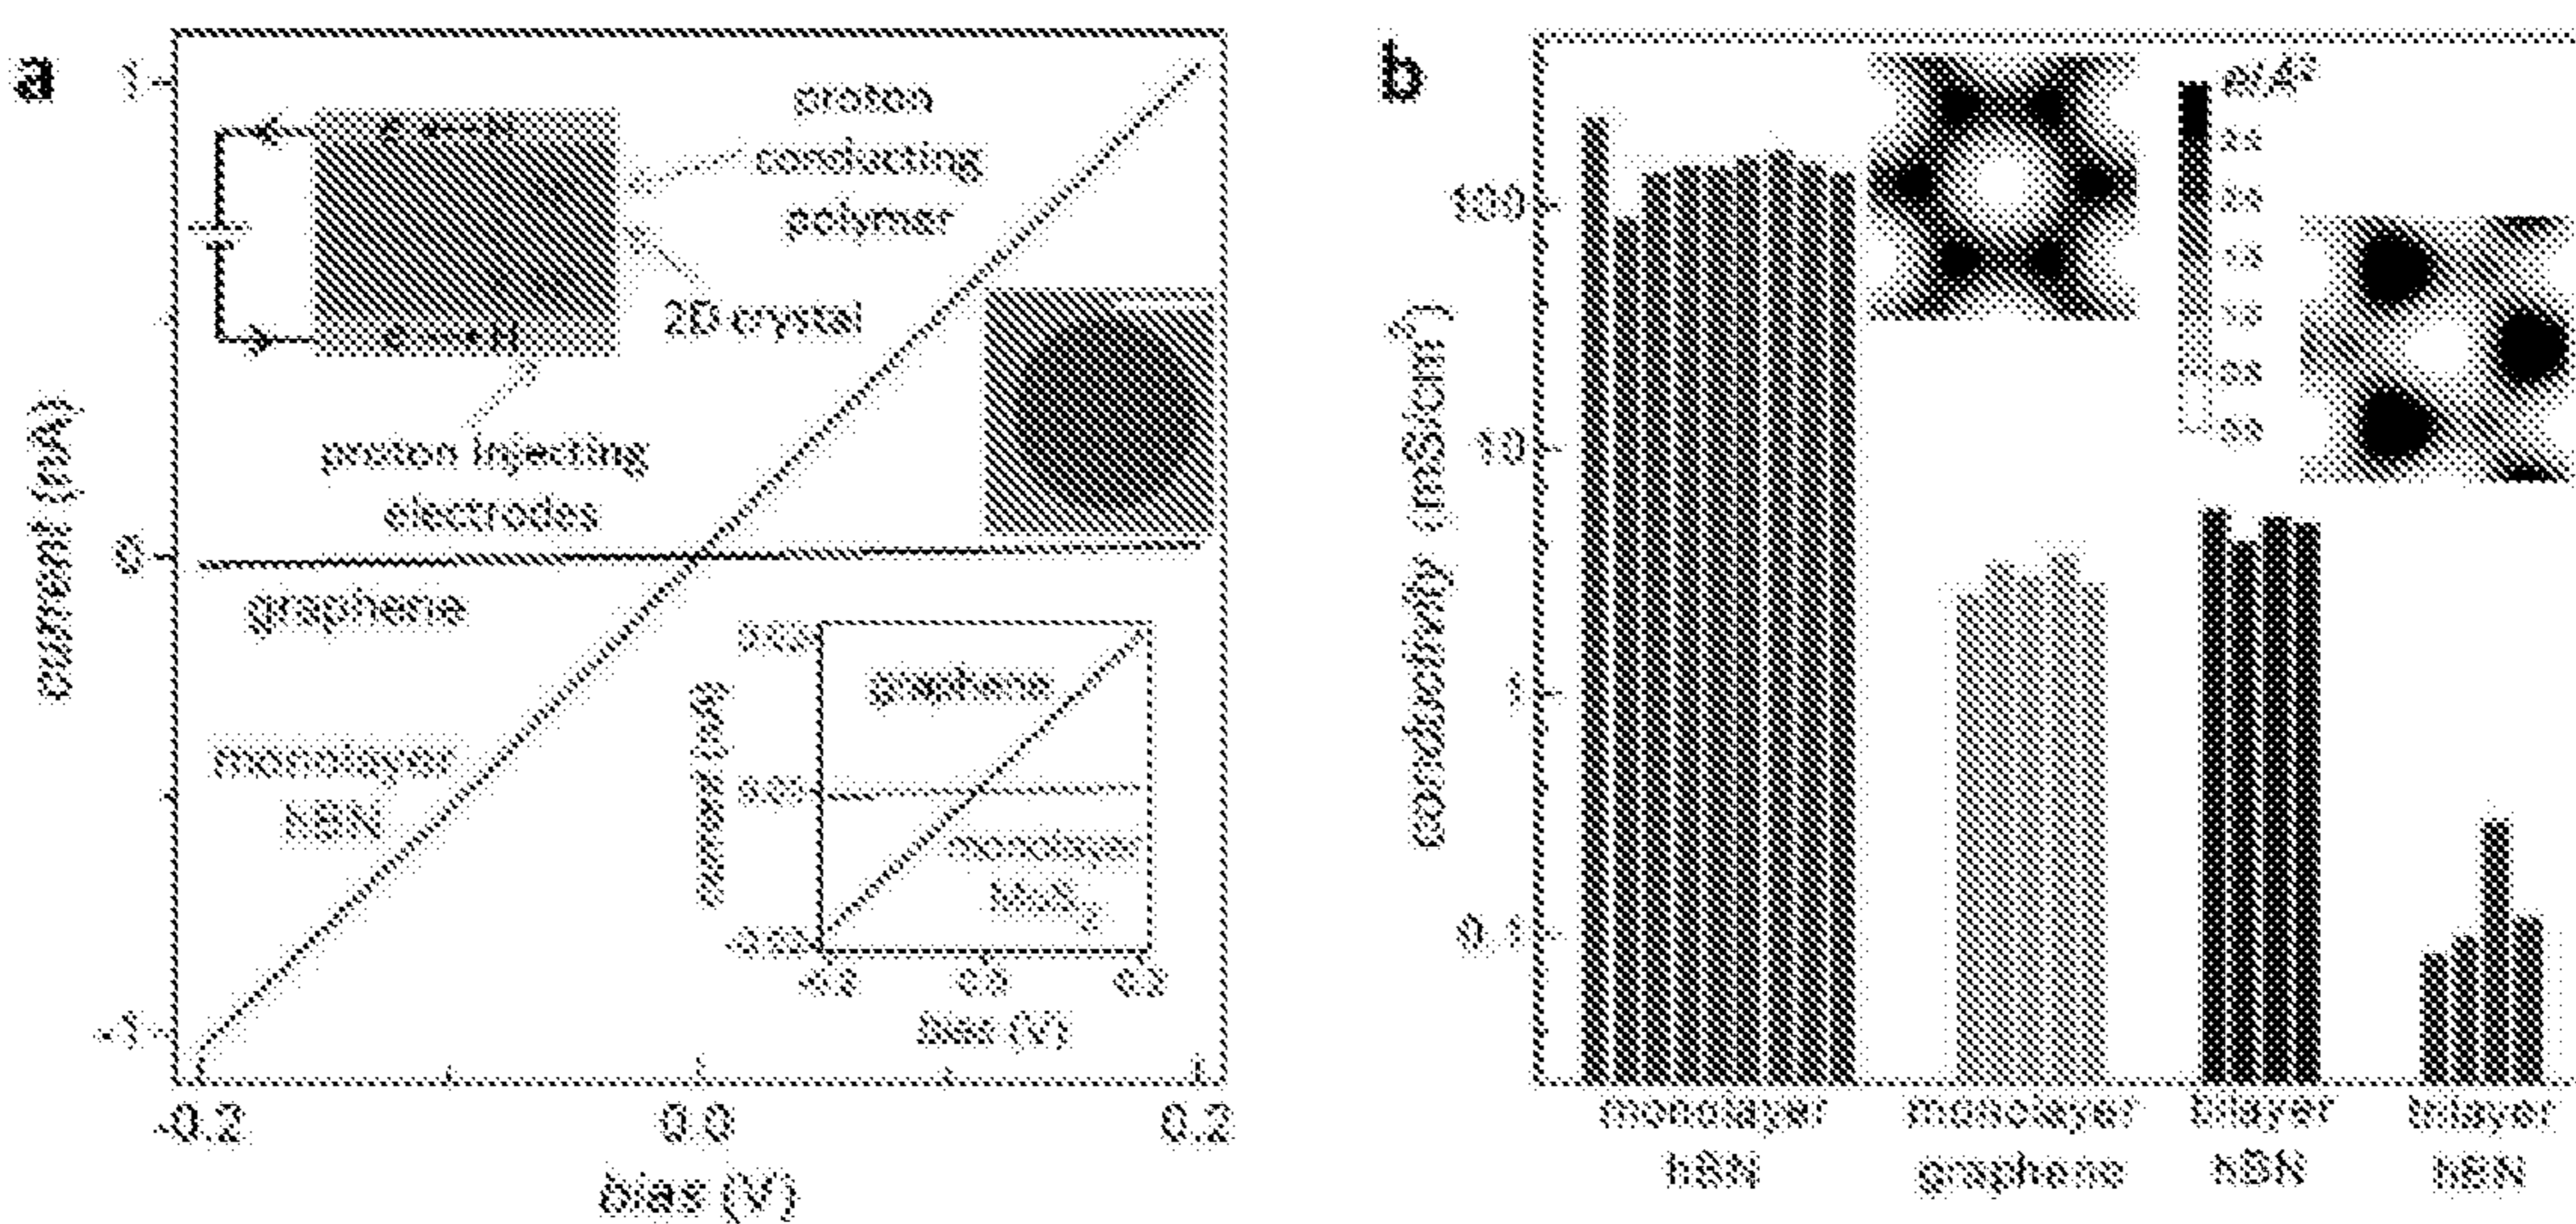 a
1
proton
conducting
polymer
2D crystal
proton injecting
electrodes
current (nA)
0
graphene
monolayer
hBN
-1
-0.2
0.0
0.2
bias (V)
graphene
monolayer
MoS2
bias (V)
b
100
10
1
0.1
conductivity (mS/cm²)
monolayer
hBN
monolayer
graphene
bilayer
hBN
trilayer
hBN